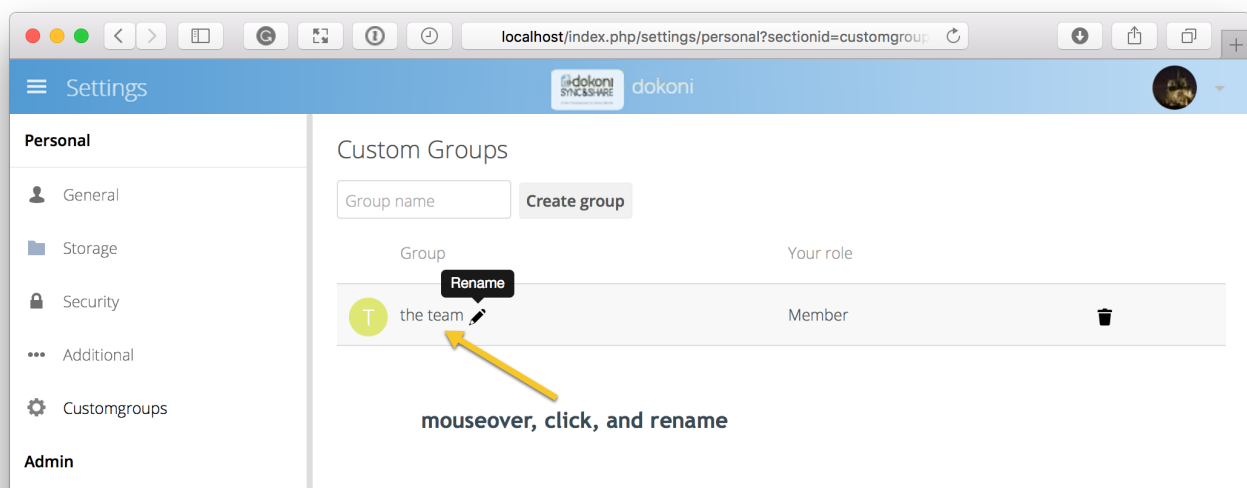 localhost/index.php/settings/personal?sectionid=customgroup
Settings
dokoni
SYNC&SHARE
dokoni
Personal
General
Storage
Security
Additional
Customgroups
Admin
Custom Groups
Group name
Create group
Group
Your role
Rename
T
the team
Member
mouseover, click, and rename